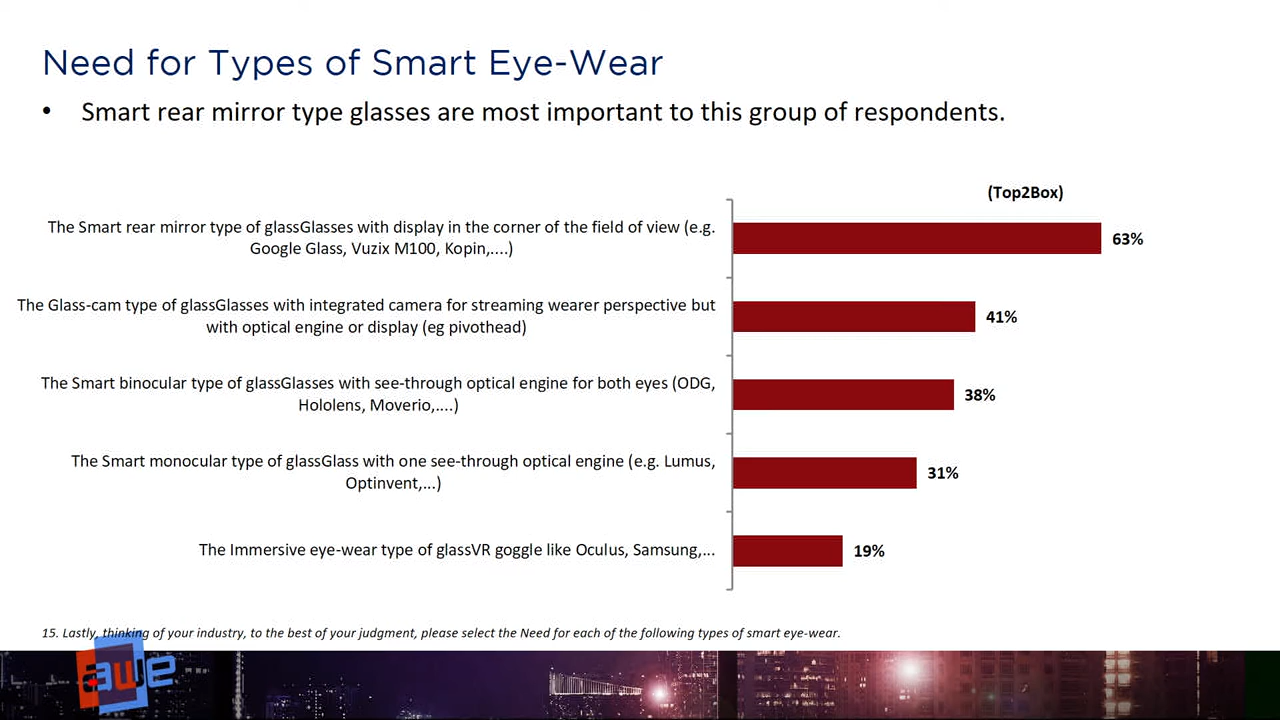 Need for Types of Smart Eye-Wear
• Smart rear mirror type glasses are most important to this group of respondents.
(Top2Box)
The Smart rear mirror type of glassGlasses with display in the corner of the field of view (e.g.
Google Glass, Vuzix M100, Kopin,....)
63%
The Glass-cam type of glassGlasses with integrated camera for streaming wearer perspective but
with optical engine or display (eg pivothead)
41%
The Smart binocular type of glassGlasses with see-through optical engine for both eyes (ODG,
Hololens, Moverio,....)
38%
The Smart monocular type of glassGlass with one see-through optical engine (e.g. Lumus,
Optinvent,...)
31%
The Immersive eye-wear type of glassVR goggle like Oculus, Samsung,...
19%
15. Lastly, thinking of your industry, to the best of your judgment, please select the Need for each of the following types of smart eye-wear.
awe